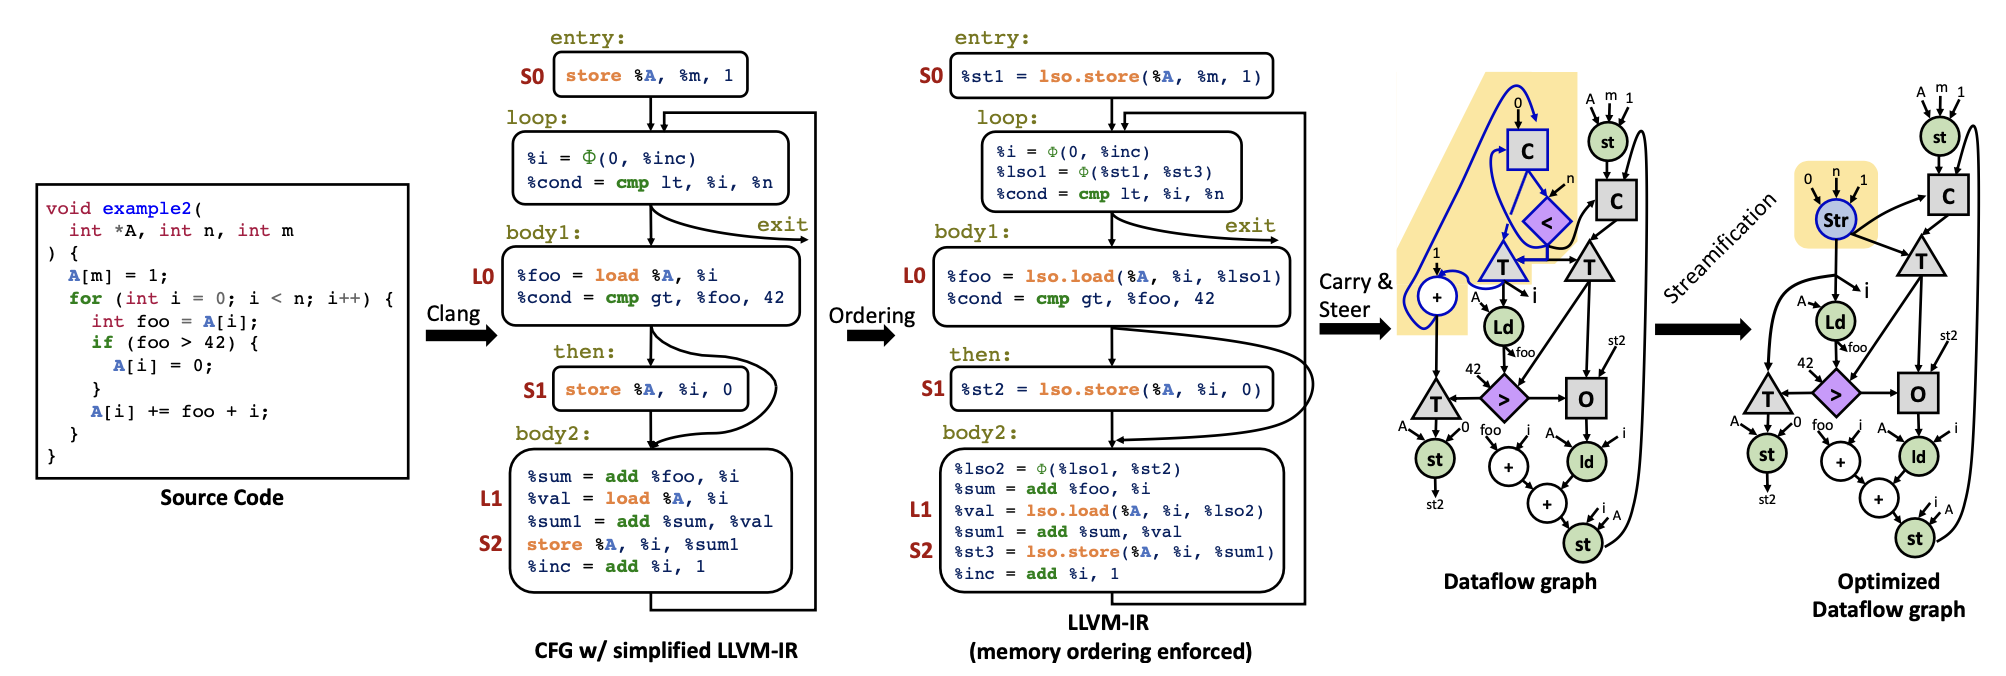 void example2(
int *A, int n, int m
) {
A[m] = 1;
for (int i = 0; i < n; i++) {
int foo = A[i];
if (foo > 42) {
A[i] = 0;
}
A[i] += foo + i;
}
}
Source Code
Clang
entry:
S0
store %A, %m, 1
loop:
%i = Φ(0, %inc)
%cond = cmp lt, %i, %n
exit
body1:
L0
%foo = load %A, %i
%cond = cmp gt, %foo, 42
then:
S1
store %A, %i, 0
body2:
%sum = add %foo, %i
L1
%val = load %A, %i
%sum1 = add %sum, %val
S2
store %A, %i, %sum1
%inc = add %i, 1
CFG w/ simplified LLVM-IR
Ordering
entry:
S0
%st1 = lso.store(%A, %m, 1)
loop:
%i = Φ(0, %inc)
%lso1 = Φ(%st1, %st3)
%cond = cmp lt, %i, %n
exit
body1:
L0
%foo = lso.load(%A, %i, %lso1)
%cond = cmp gt, %foo, 42
then:
S1
%st2 = lso.store(%A, %i, 0)
body2:
%lso2 = Φ(%lso1, %st2)
%sum = add %foo, %i
L1
%val = lso.load(%A, %i, %lso2)
%sum1 = add %sum, %val
S2
%st3 = lso.store(%A, %i, %sum1)
%inc = add %i, 1
LLVM-IR
(memory ordering enforced)
Carry &
Steer
0
A m 1
C
st
n
<
C
1
T
T
+
A
i
Ld
foo
st2
42
T
>
O
A
0
foo
i
A
i
st
+
ld
st2
+
i
A
st
Dataflow graph
Streamification
A m 1
st
0 n 1
Str
C
T
i
A
Ld
foo
st2
42
T
>
O
A
0
foo
i
A
i
st
+
ld
st2
+
i
A
st
Optimized
Dataflow graph